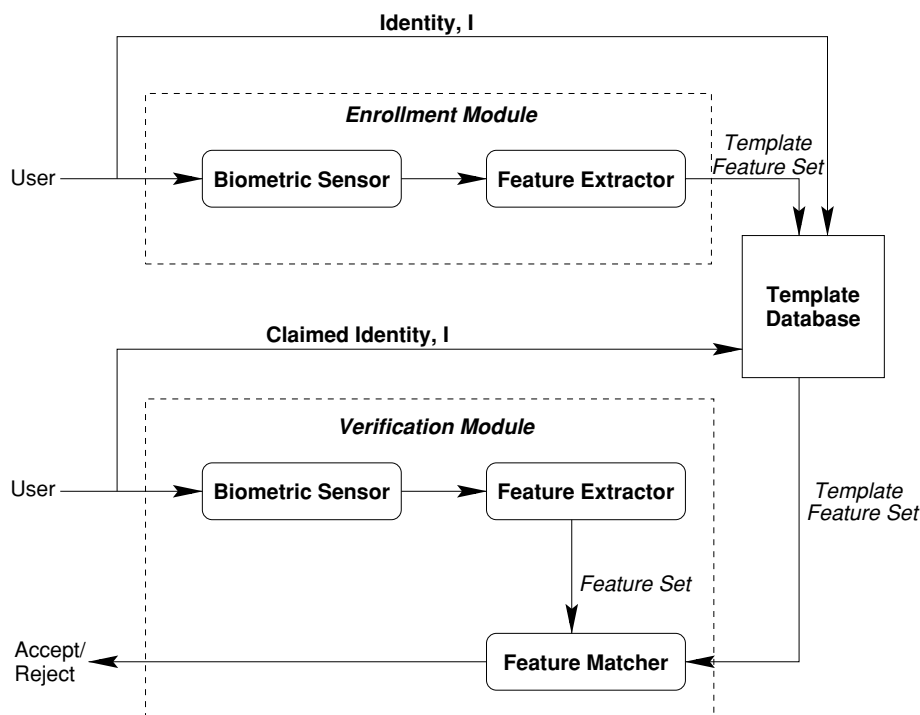 Identity, I
Enrollment Module
Template
Feature Set
User
Biometric Sensor
Feature Extractor
Template
Database
Claimed Identity, I
Verification Module
User
Biometric Sensor
Feature Extractor
Template
Feature Set
Feature Set
Accept/
Reject
Feature Matcher